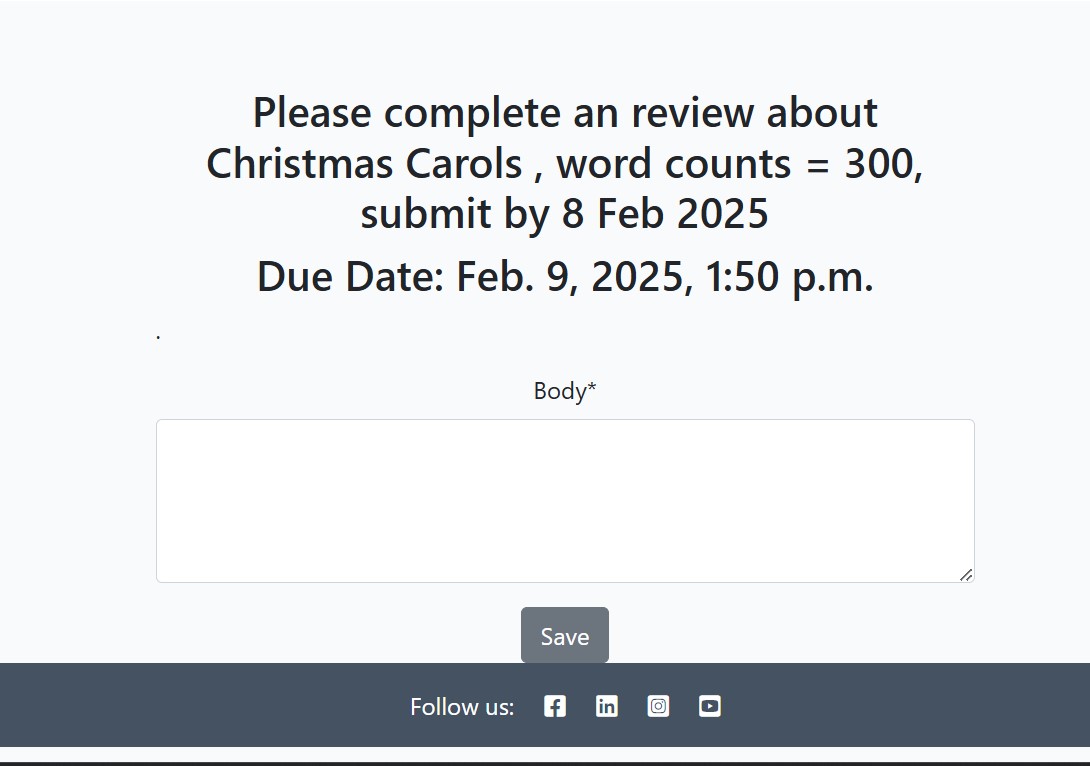 Please complete an review about
Christmas Carols , word counts = 300,
submit by 8 Feb 2025
Due Date: Feb. 9, 2025, 1:50 p.m.
.
Body*
Save
Follow us: